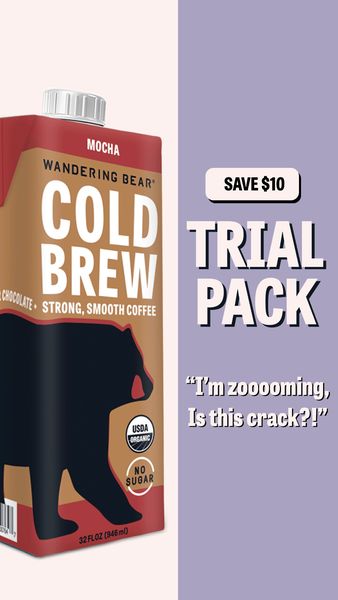 MOCHA
WANDERING BEAR®
COLD
BREW
CHOCOLATE •
STRONG, SMOOTH COFFEE
USDA
ORGANIC
NO
SUGAR
32 FL OZ (946 ml)
SAVE $10
TRIAL
PACK
“I’m zooooming,
Is this crack?!”